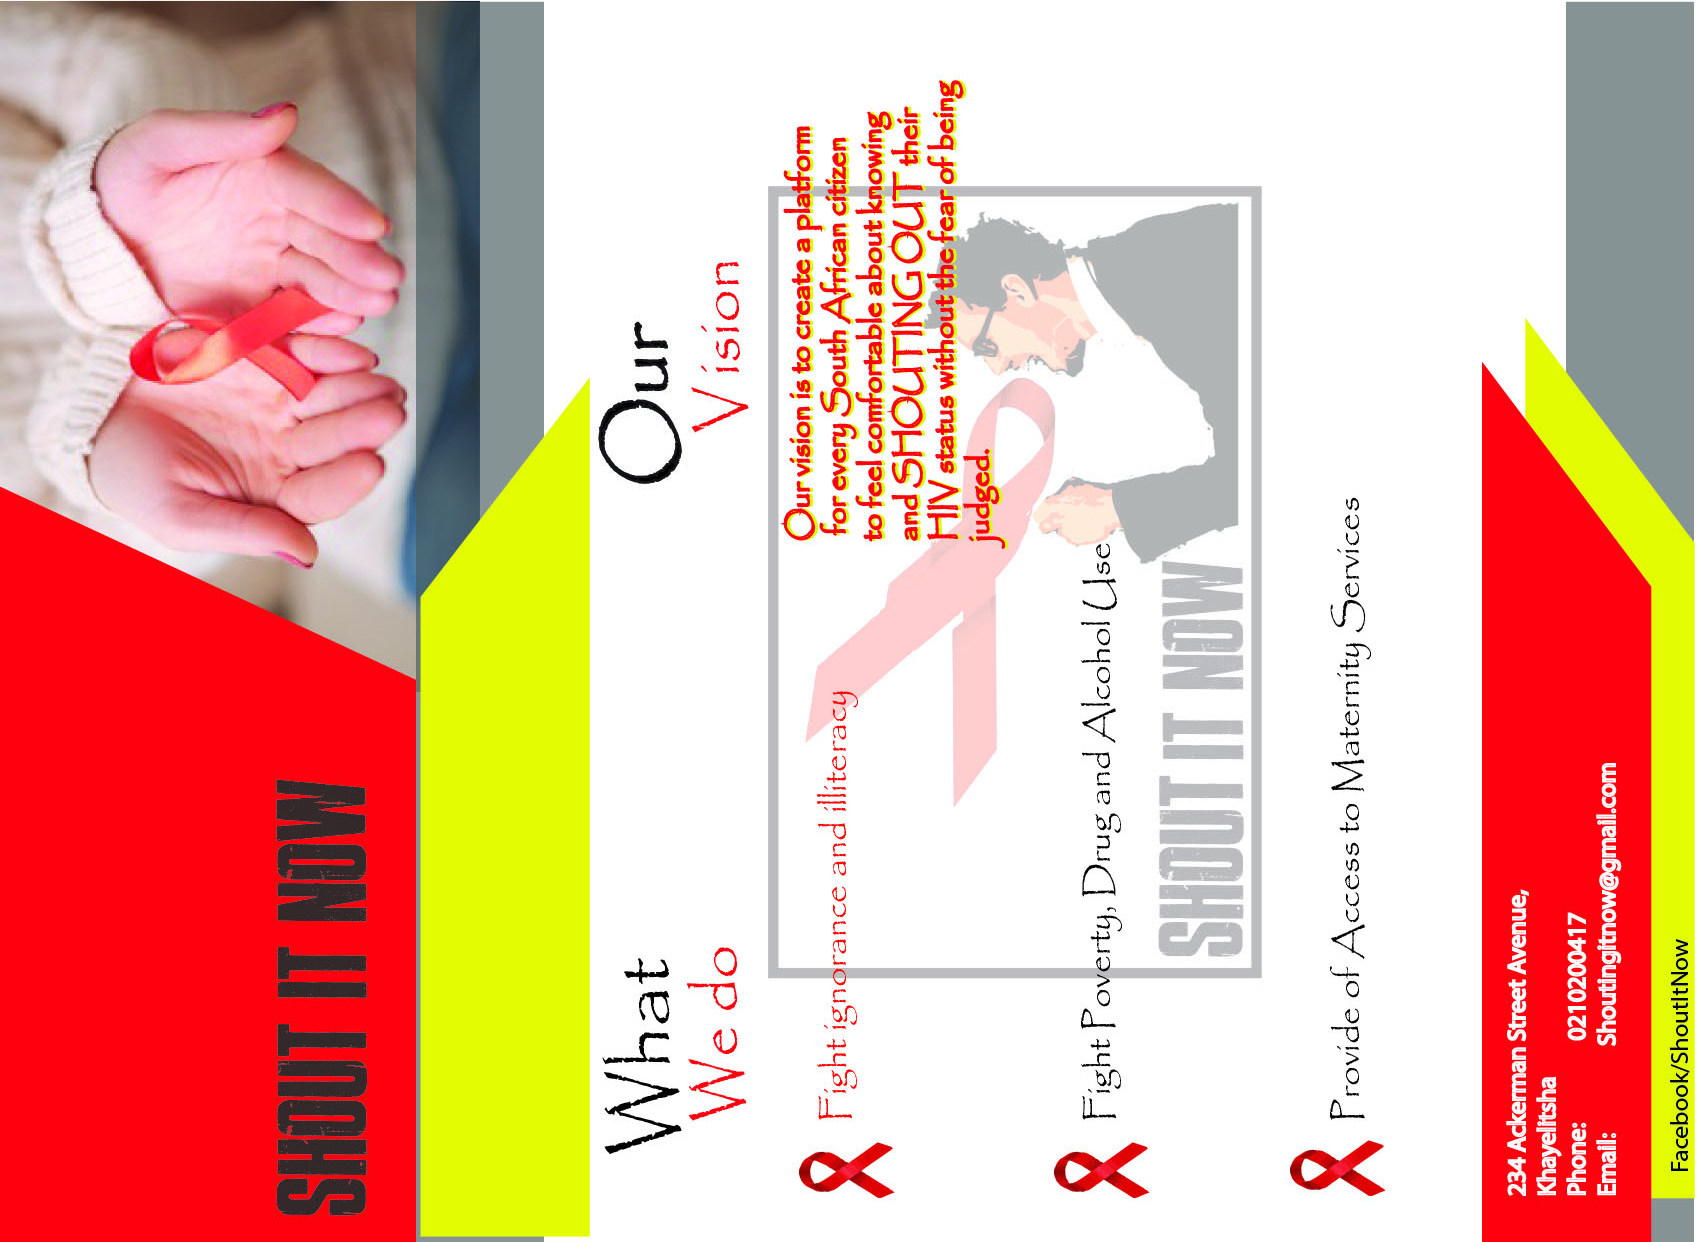 SHOUT IT NOW
What
We do
Our
Vision
Fight ignorance and illiteracy
Fight Poverty, Drug and Alcohol Use
Provide of Access to Maternity Services
Our vision is to create a platform
for every South African citizen
to feel comfortable about knowing
and SHOUTING OUT their
HIV status without the fear of being
judged.
SHOUT IT NOW
234 Ackerman Street Avenue,
Khayelitsha
Phone: 0210200417
Email: Shoutingitnow@gmail.com
Facebook/ShoutItNow